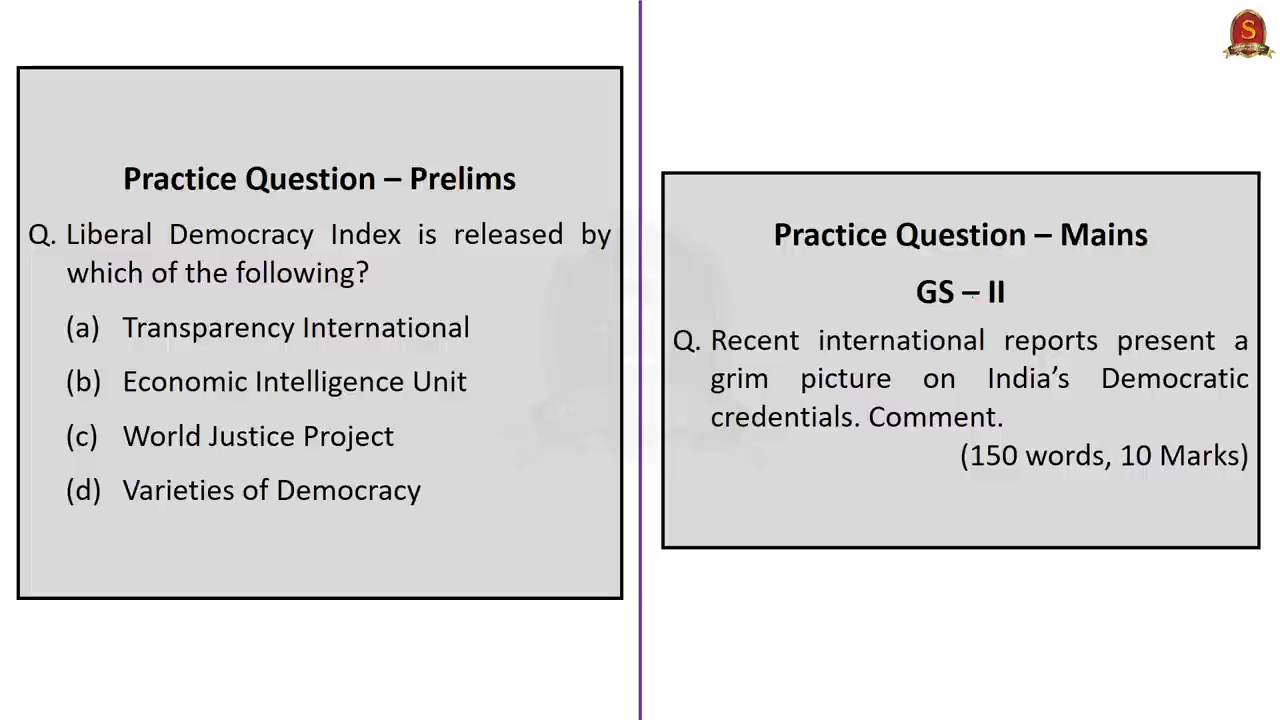 Practice Question – Prelims
Q. Liberal Democracy Index is released by
which of the following?
(a) Transparency International
(b) Economic Intelligence Unit
(c) World Justice Project
(d) Varieties of Democracy
S
Practice Question – Mains
GS – II
Q. Recent international reports present a
grim picture on India’s Democratic
credentials. Comment.
(150 words, 10 Marks)